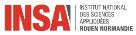 INSA
INSTITUT NATIONAL
DES SCIENCES
APPLIQUÉES
ROUEN NORMANDIE